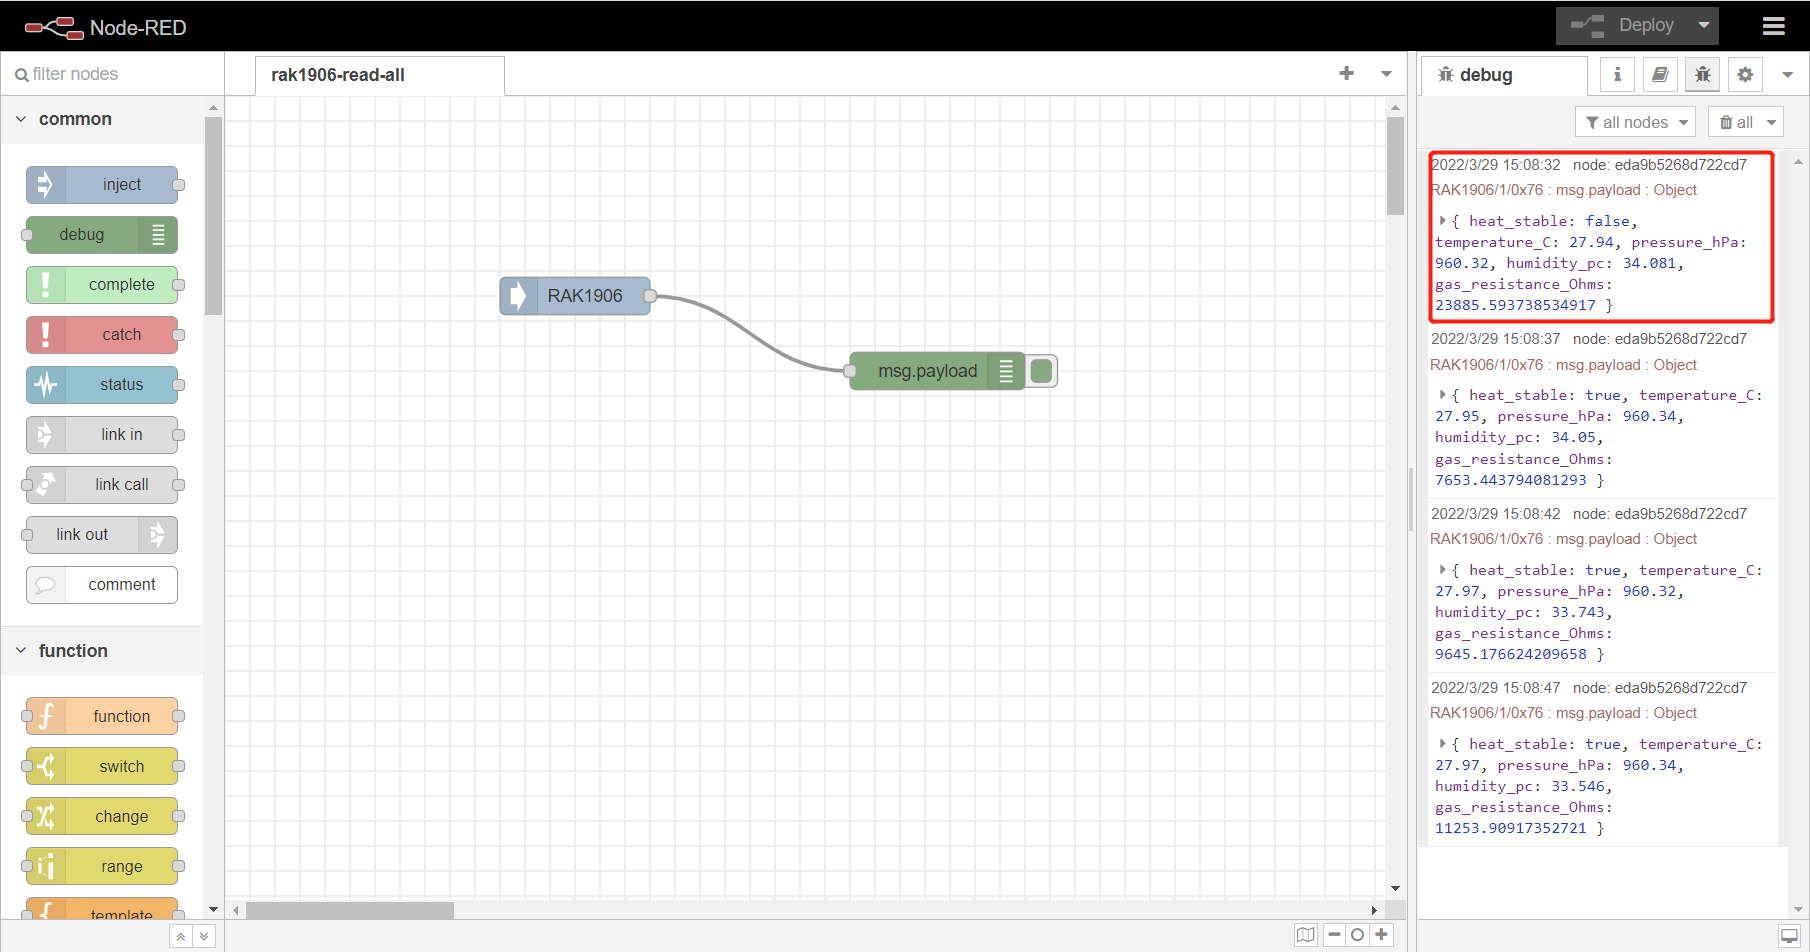 Node-RED
Deploy
filter nodes
rak1906-read-all
debug
i
all nodes
all
common
inject
debug
complete
catch
status
link in
link call
link out
comment
function
function
switch
change
range
template
RAK1906
msg.payload
2022/3/29 15:08:32 node: eda9b5268d722cd7
RAK1906/1/0x76 : msg.payload : Object
{ heat_stable: false,
temperature_C: 27.94, pressure_hPa:
960.32, humidity_pc: 34.081,
gas_resistance_Ohms:
23885.593738534917 }
2022/3/29 15:08:37 node: eda9b5268d722cd7
RAK1906/1/0x76 : msg.payload : Object
{ heat_stable: true, temperature_C:
27.95, pressure_hPa: 960.34,
humidity_pc: 34.05,
gas_resistance_Ohms:
7653.443794081293 }
2022/3/29 15:08:42 node: eda9b5268d722cd7
RAK1906/1/0x76 : msg.payload : Object
{ heat_stable: true, temperature_C:
27.97, pressure_hPa: 960.32,
humidity_pc: 33.743,
gas_resistance_Ohms:
9645.176624209658 }
2022/3/29 15:08:47 node: eda9b5268d722cd7
RAK1906/1/0x76 : msg.payload : Object
{ heat_stable: true, temperature_C:
27.97, pressure_hPa: 960.34,
humidity_pc: 33.546,
gas_resistance_Ohms:
11253.90917352721 }